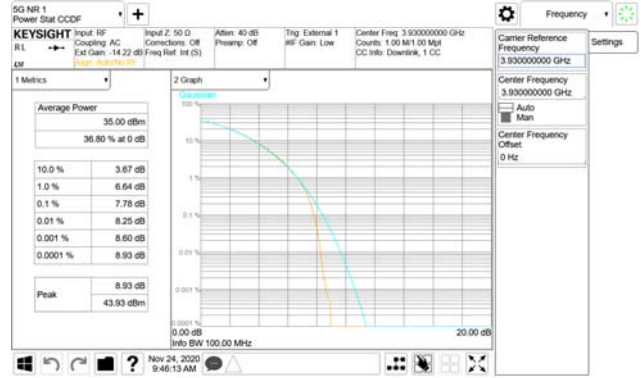 5G NR 1
Power Stat CCDF
Frequency
KEYSIGHT
RL
Input: RF
Coupling: AC
Ext Gain: -14.22 dB
Align: Auto/No RF
Input Z: 50 Ω
Corrections: Off
Freq Ref: Int (S)
Atten: 40 dB
Preamp: Off
Trig: External 1
#IF Gain: Low
Center Freq: 3.930000000 GHz
Counts: 1.00 M/1.00 Mpt
CC Info: Downlink, 1 CC
Carrier Reference
Frequency
3.930000000 GHz
Settings
Center Frequency
3.930000000 GHz
Auto
Man
Center Frequency
Offset
0 Hz
1 Metrics
Average Power
35.00 dBm
36.80 % at 0 dB
10.0 % 3.67 dB
1.0 % 6.64 dB
0.1 % 7.78 dB
0.01 % 8.25 dB
0.001 % 8.60 dB
0.0001 % 8.93 dB
Peak
8.93 dB
43.93 dBm
2 Graph
Gaussian
100 %
10 %
1 %
0.1 %
0.01 %
0.001 %
0.0001 %
0.00 dB
20.00 dB
Info BW 100.00 MHz
?
Nov 24, 2020
9:46:13 AM